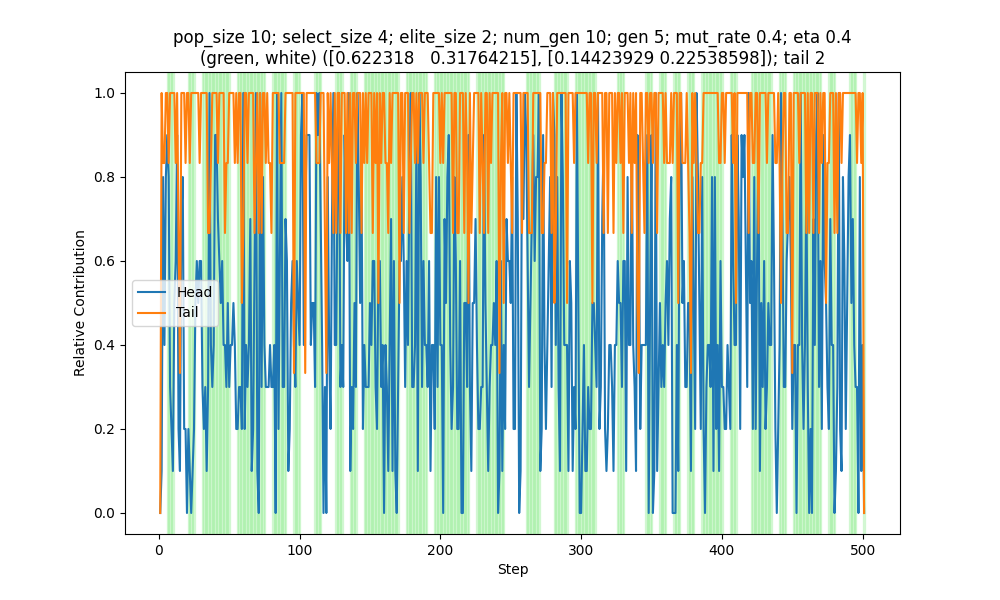 pop_size 10; select_size 4; elite_size 2; num_gen 10; gen 5; mut_rate 0.4; eta 0.4
(green, white) ([0.622318   0.31764215], [0.14423929 0.22538598]); tail 2
1.0
0.8
0.6
0.4
0.2
0.0
Relative Contribution
Head
Tail
0
100
200
300
400
500
Step